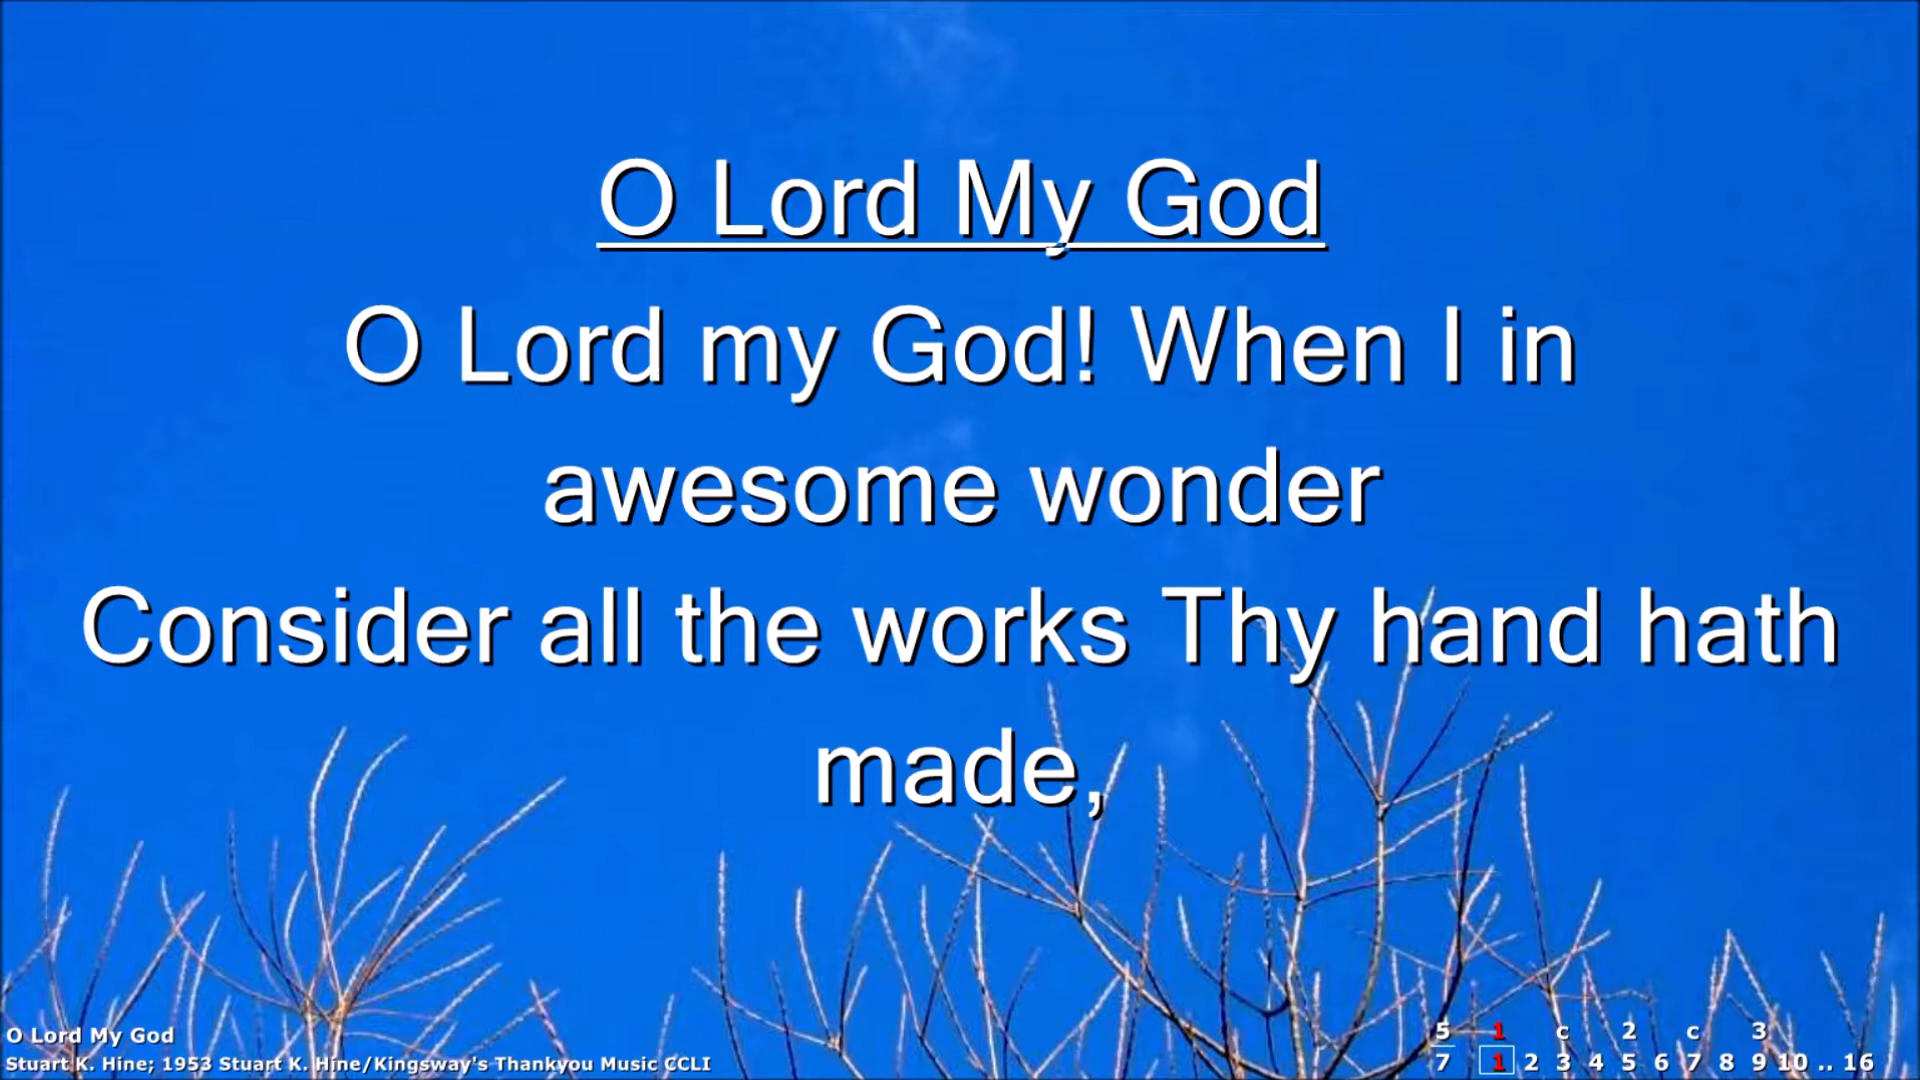 O Lord My God
O Lord my God! When I in
awesome wonder
Consider all the works Thy hand hath
made,
O Lord My God
Stuart K. Hine; 1953 Stuart K. Hine/Kingsway's Thankyou Music CCLI
5 1 c 2 c 3
7 1 2 3 4 5 6 7 8 9 10 .. 16